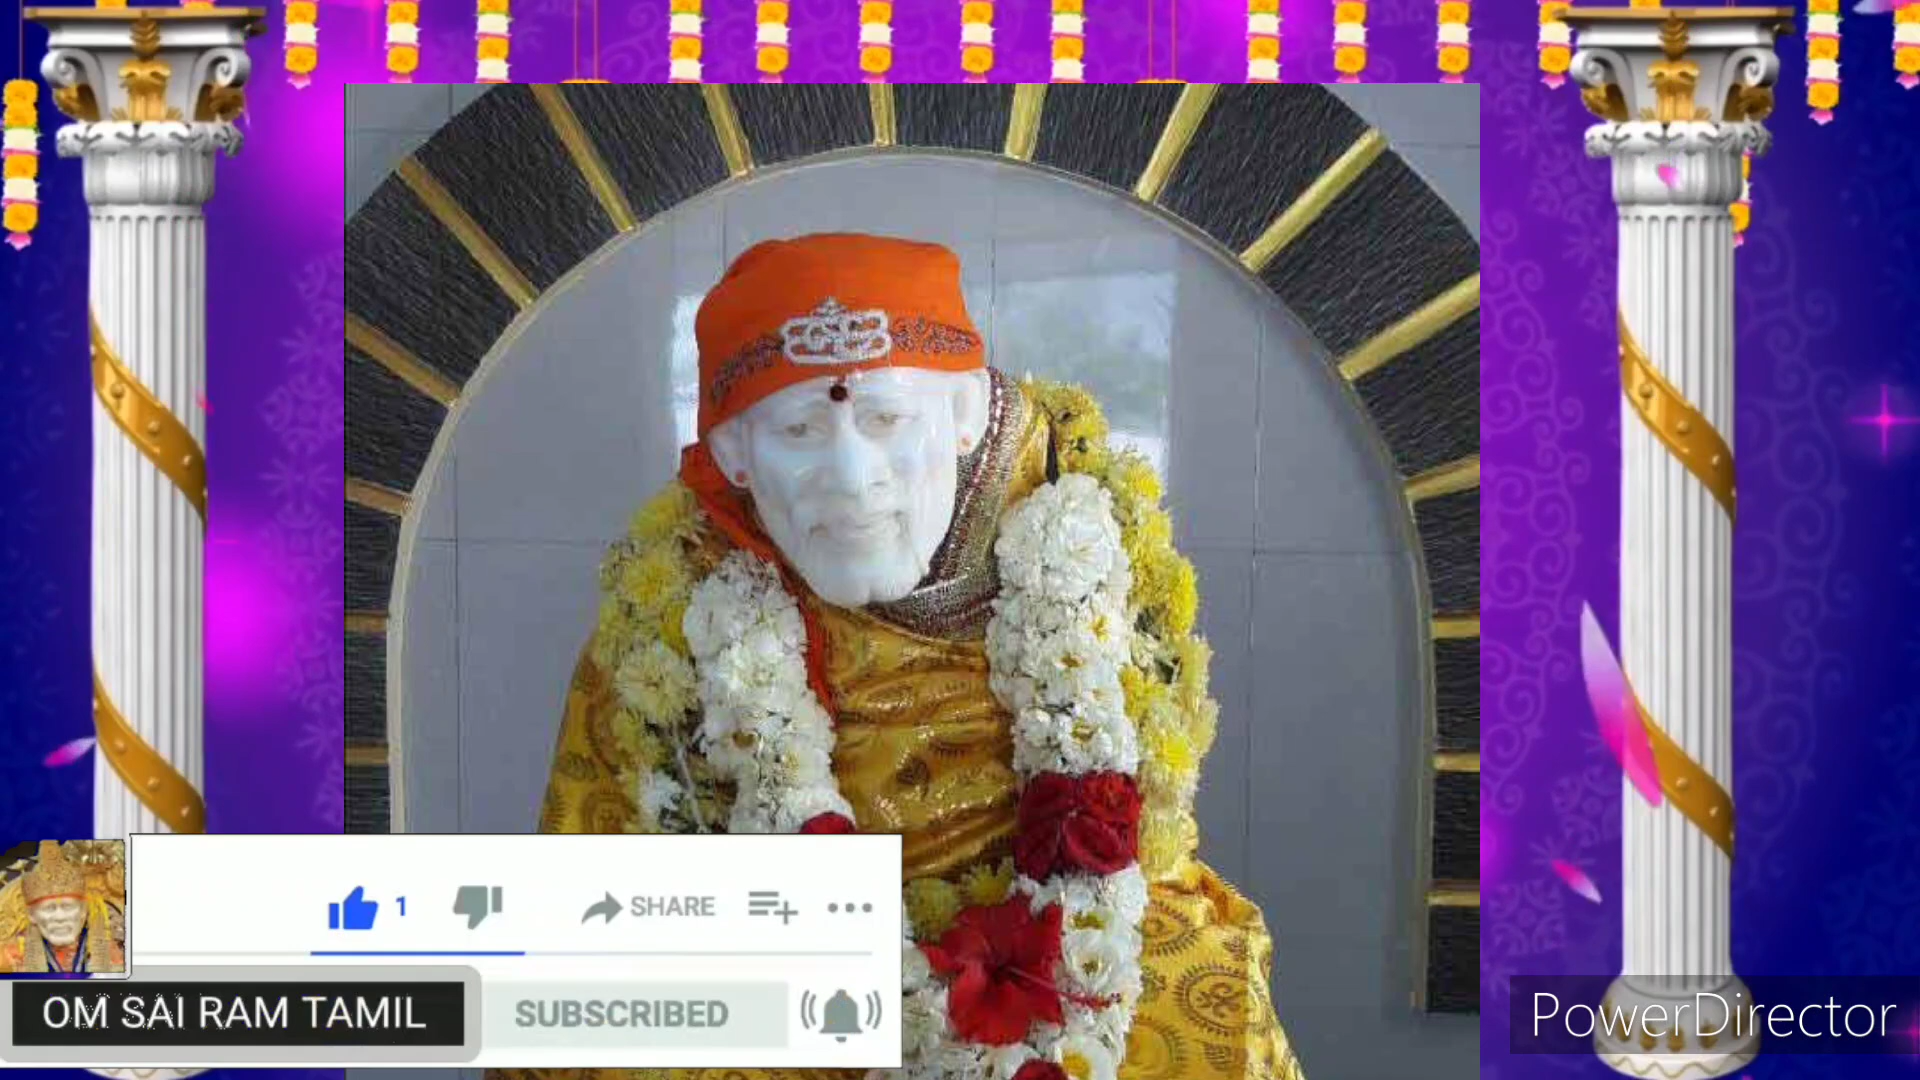 1
SHARE
OM SAI RAM TAMIL
SUBSCRIBED
PowerDirector